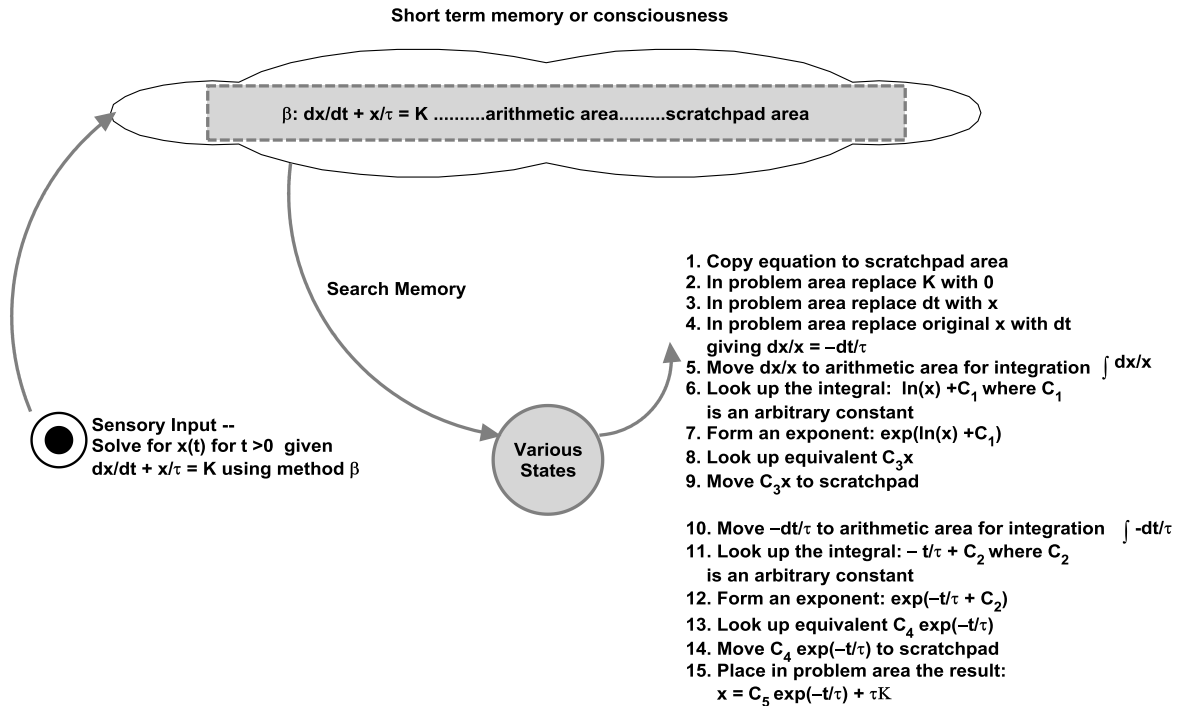 Short term memory or consciousness
β: dx/dt + x/τ = K ..........arithmetic area.........scratchpad area
Search Memory
Sensory Input --
Solve for x(t) for t >0 given
dx/dt + x/τ = K using method β
Various
States
1. Copy equation to scratchpad area
2. In problem area replace K with 0
3. In problem area replace dt with x
4. In problem area replace original x with dt
giving dx/x = –dt/τ
5. Move dx/x to arithmetic area for integration ∫ dx/x
6. Look up the integral: ln(x) +C₁ where C₁
is an arbitrary constant
7. Form an exponent: exp(ln(x) +C₁)
8. Look up equivalent C₃x
9. Move C₃x to scratchpad
10. Move –dt/τ to arithmetic area for integration ∫ -dt/τ
11. Look up the integral: – t/τ + C₂ where C₂
is an arbitrary constant
12. Form an exponent: exp(–t/τ + C₂)
13. Look up equivalent C₄ exp(–t/τ)
14. Move C₄ exp(–t/τ) to scratchpad
15. Place in problem area the result:
x = C₅ exp(–t/τ) + τK